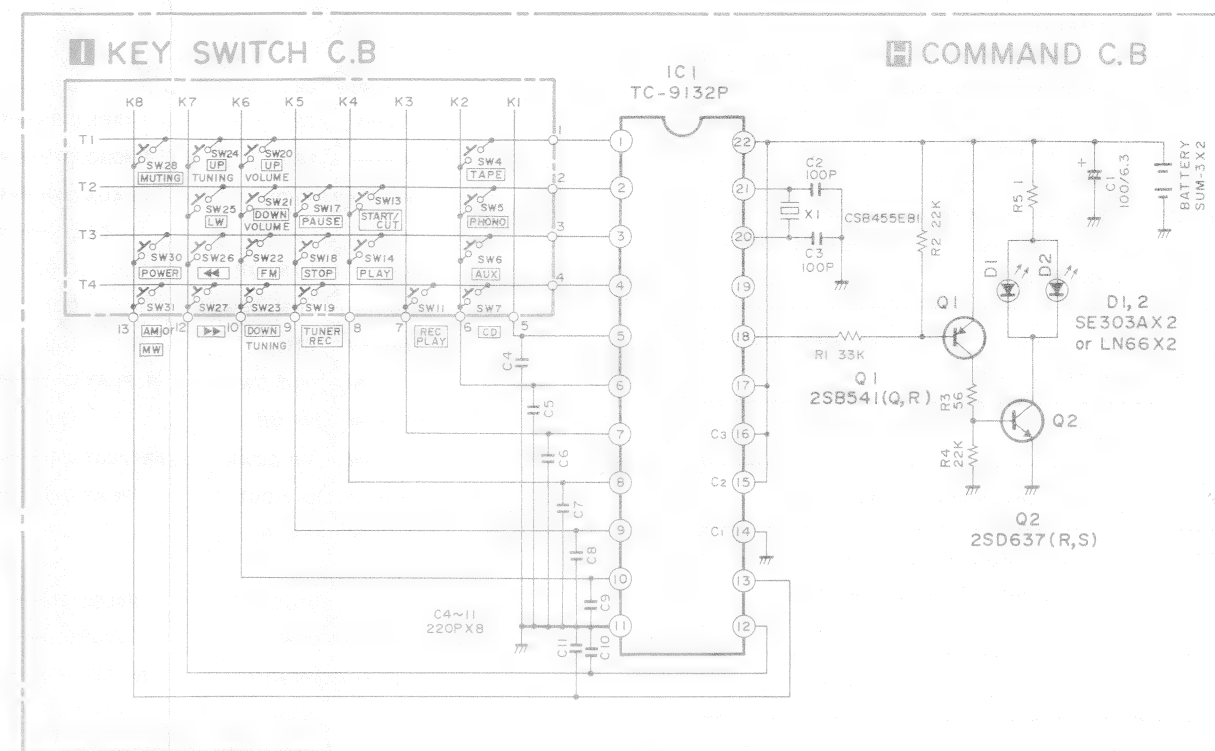 I KEY SWITCH C.B
H COMMAND C.B
IC1
TC-9132P
K8 K7 K6 K5 K4 K3 K2 K1
T1
SW28
MUTING
SW24
UP
TUNING
SW20
UP
VOLUME
SW4
TAPE
1
T2
SW25
LW
SW21
DOWN
VOLUME
SW17
PAUSE
SW13
START/
CUT
SW5
PHONO
2
T3
SW30
POWER
SW26
◀◀
SW22
FM
SW18
STOP
SW14
PLAY
SW6
AUX
3
T4
SW31
SW27
SW23
SW19
SW11
SW7
4
13 12 10 9 8 7 6 5
AM or
MW
▶▶
DOWN
TUNING
TUNER
REC
REC
PLAY
CD
1
2
3
4
5
6
7
8
9
10
11
22
21
20
19
18
17
C3 16
C2 15
C1 14
13
12
C4
C5
C6
C7
C8
C9
C10
C11
C4~11
220PX8
C2
100P
X1
C3
100P
CSB455E81
R2 22K
R1 33K
Q1
Q1
2SB541(Q,R)
R3
56
R4
22K
Q2
Q2
2SD637(R,S)
R5 1
D1
D2
D1,2
SE303AX2
or LN66X2
+
C1
100/6.3
BATTERY
SUM-3X2